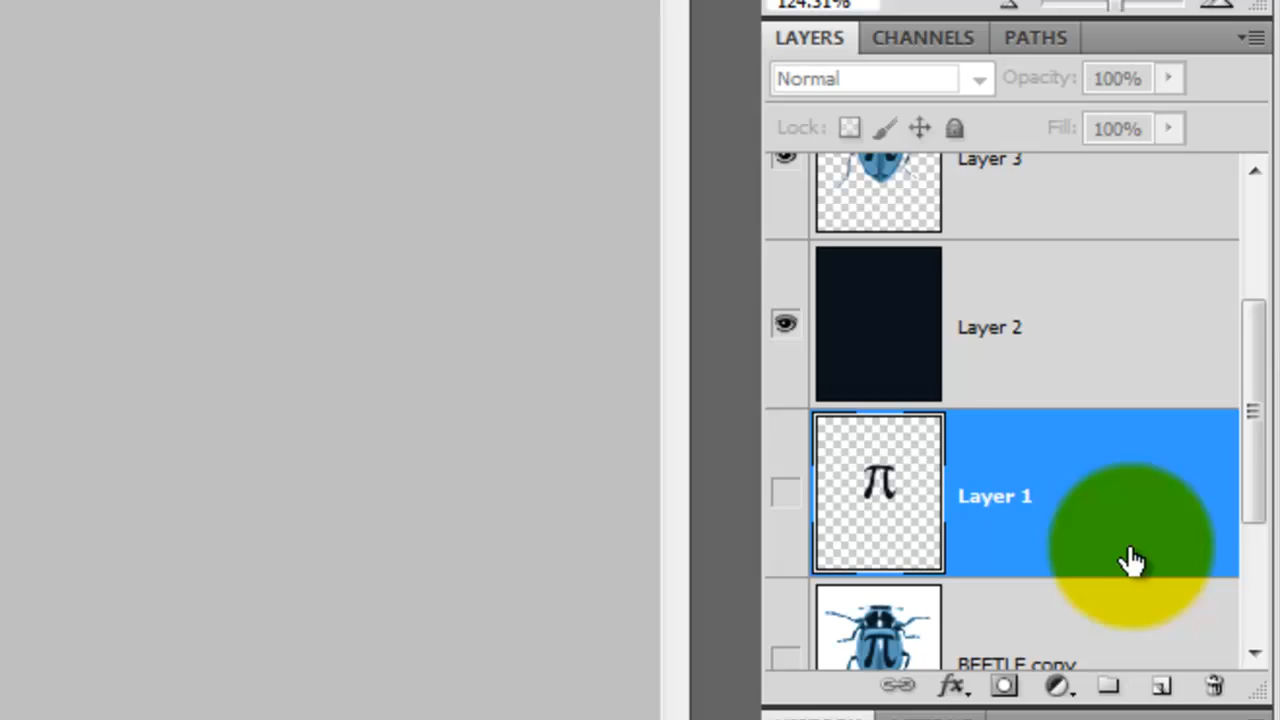 124.31%
LAYERS CHANNELS PATHS
Normal Opacity: 100%
Lock: Fill: 100%
Layer 3
Layer 2
π Layer 1
BEETLE copy
fx